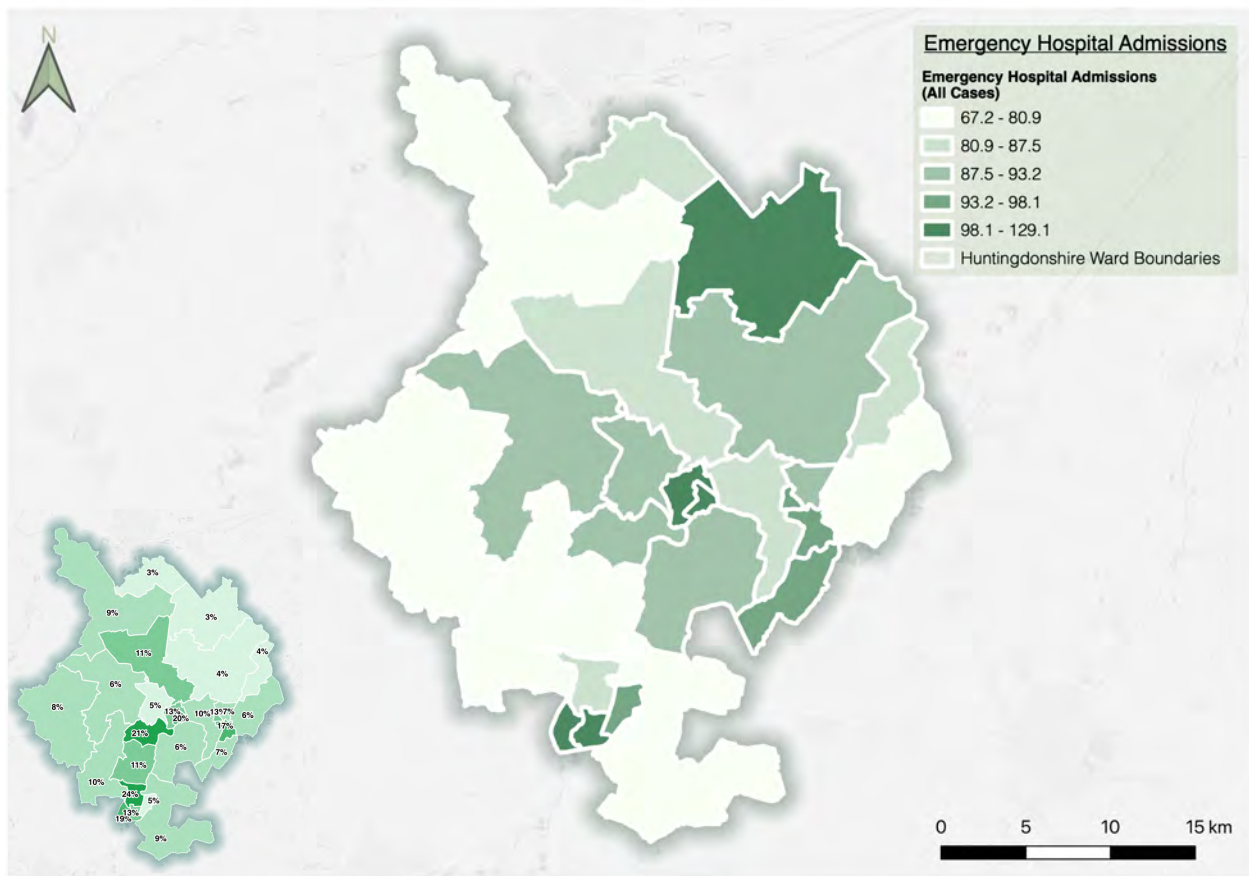 N
Emergency Hospital Admissions
Emergency Hospital Admissions
(All Cases)
67.2 - 80.9
80.9 - 87.5
87.5 - 93.2
93.2 - 98.1
98.1 - 129.1
Huntingdonshire Ward Boundaries
3%
9%
3%
11%
4%
4%
6%
8%
5%
13%
20%
10%
13%
7%
6%
17%
21%
6%
7%
11%
10%
24%
5%
13%
19%
9%
0 5 10 15 km